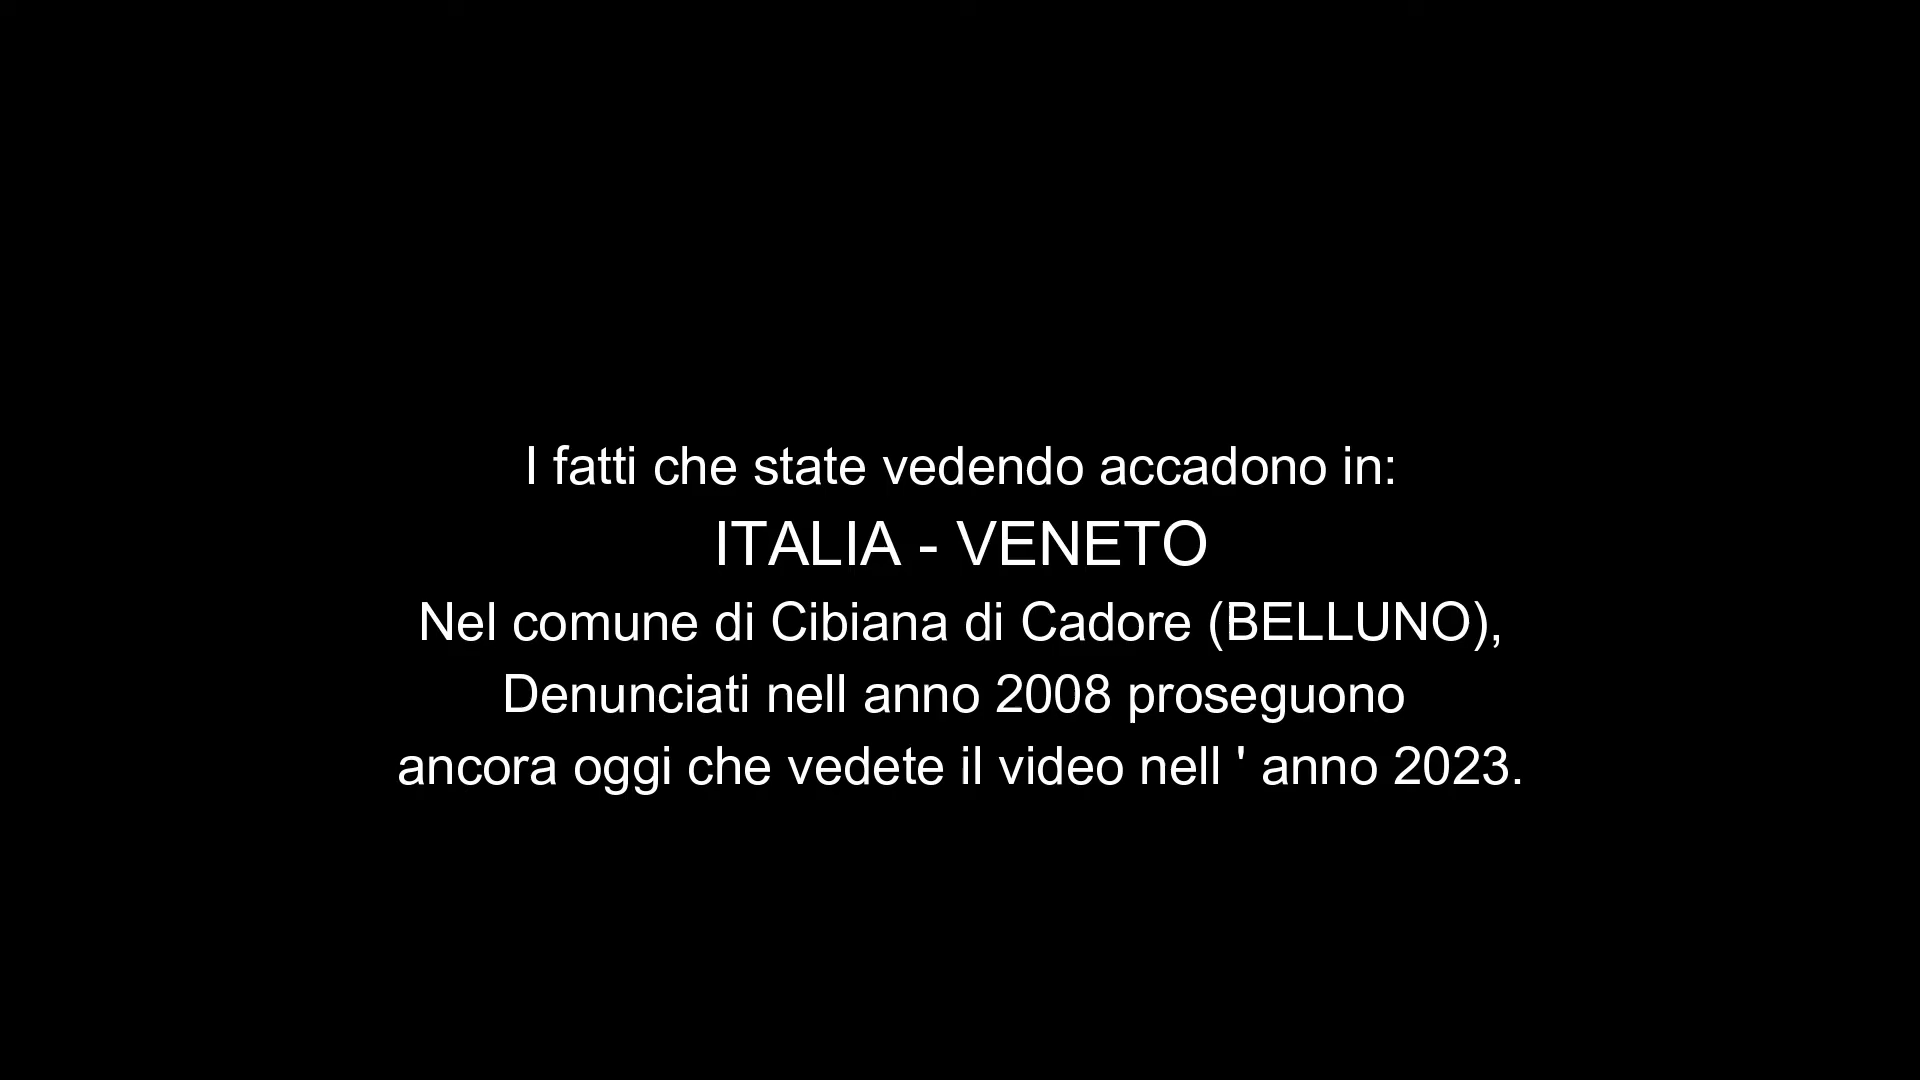 I fatti che state vedendo accadono in:
ITALIA - VENETO
Nel comune di Cibiana di Cadore (BELLUNO),
Denunciati nell anno 2008 proseguono
ancora oggi che vedete il video nell ' anno 2023.